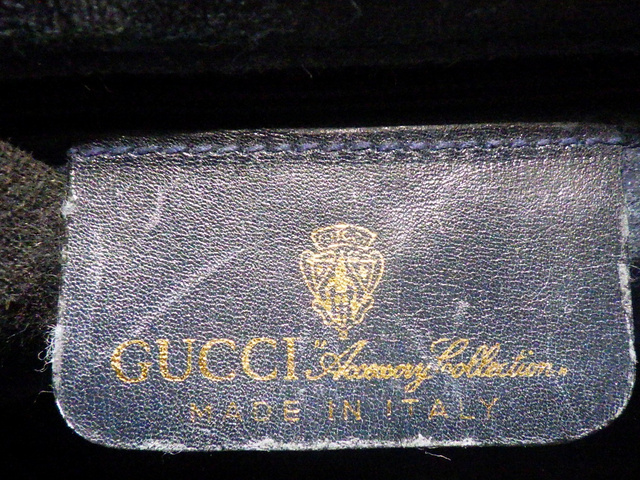 GUCCI "Accessory Collection"
MADE IN ITALY